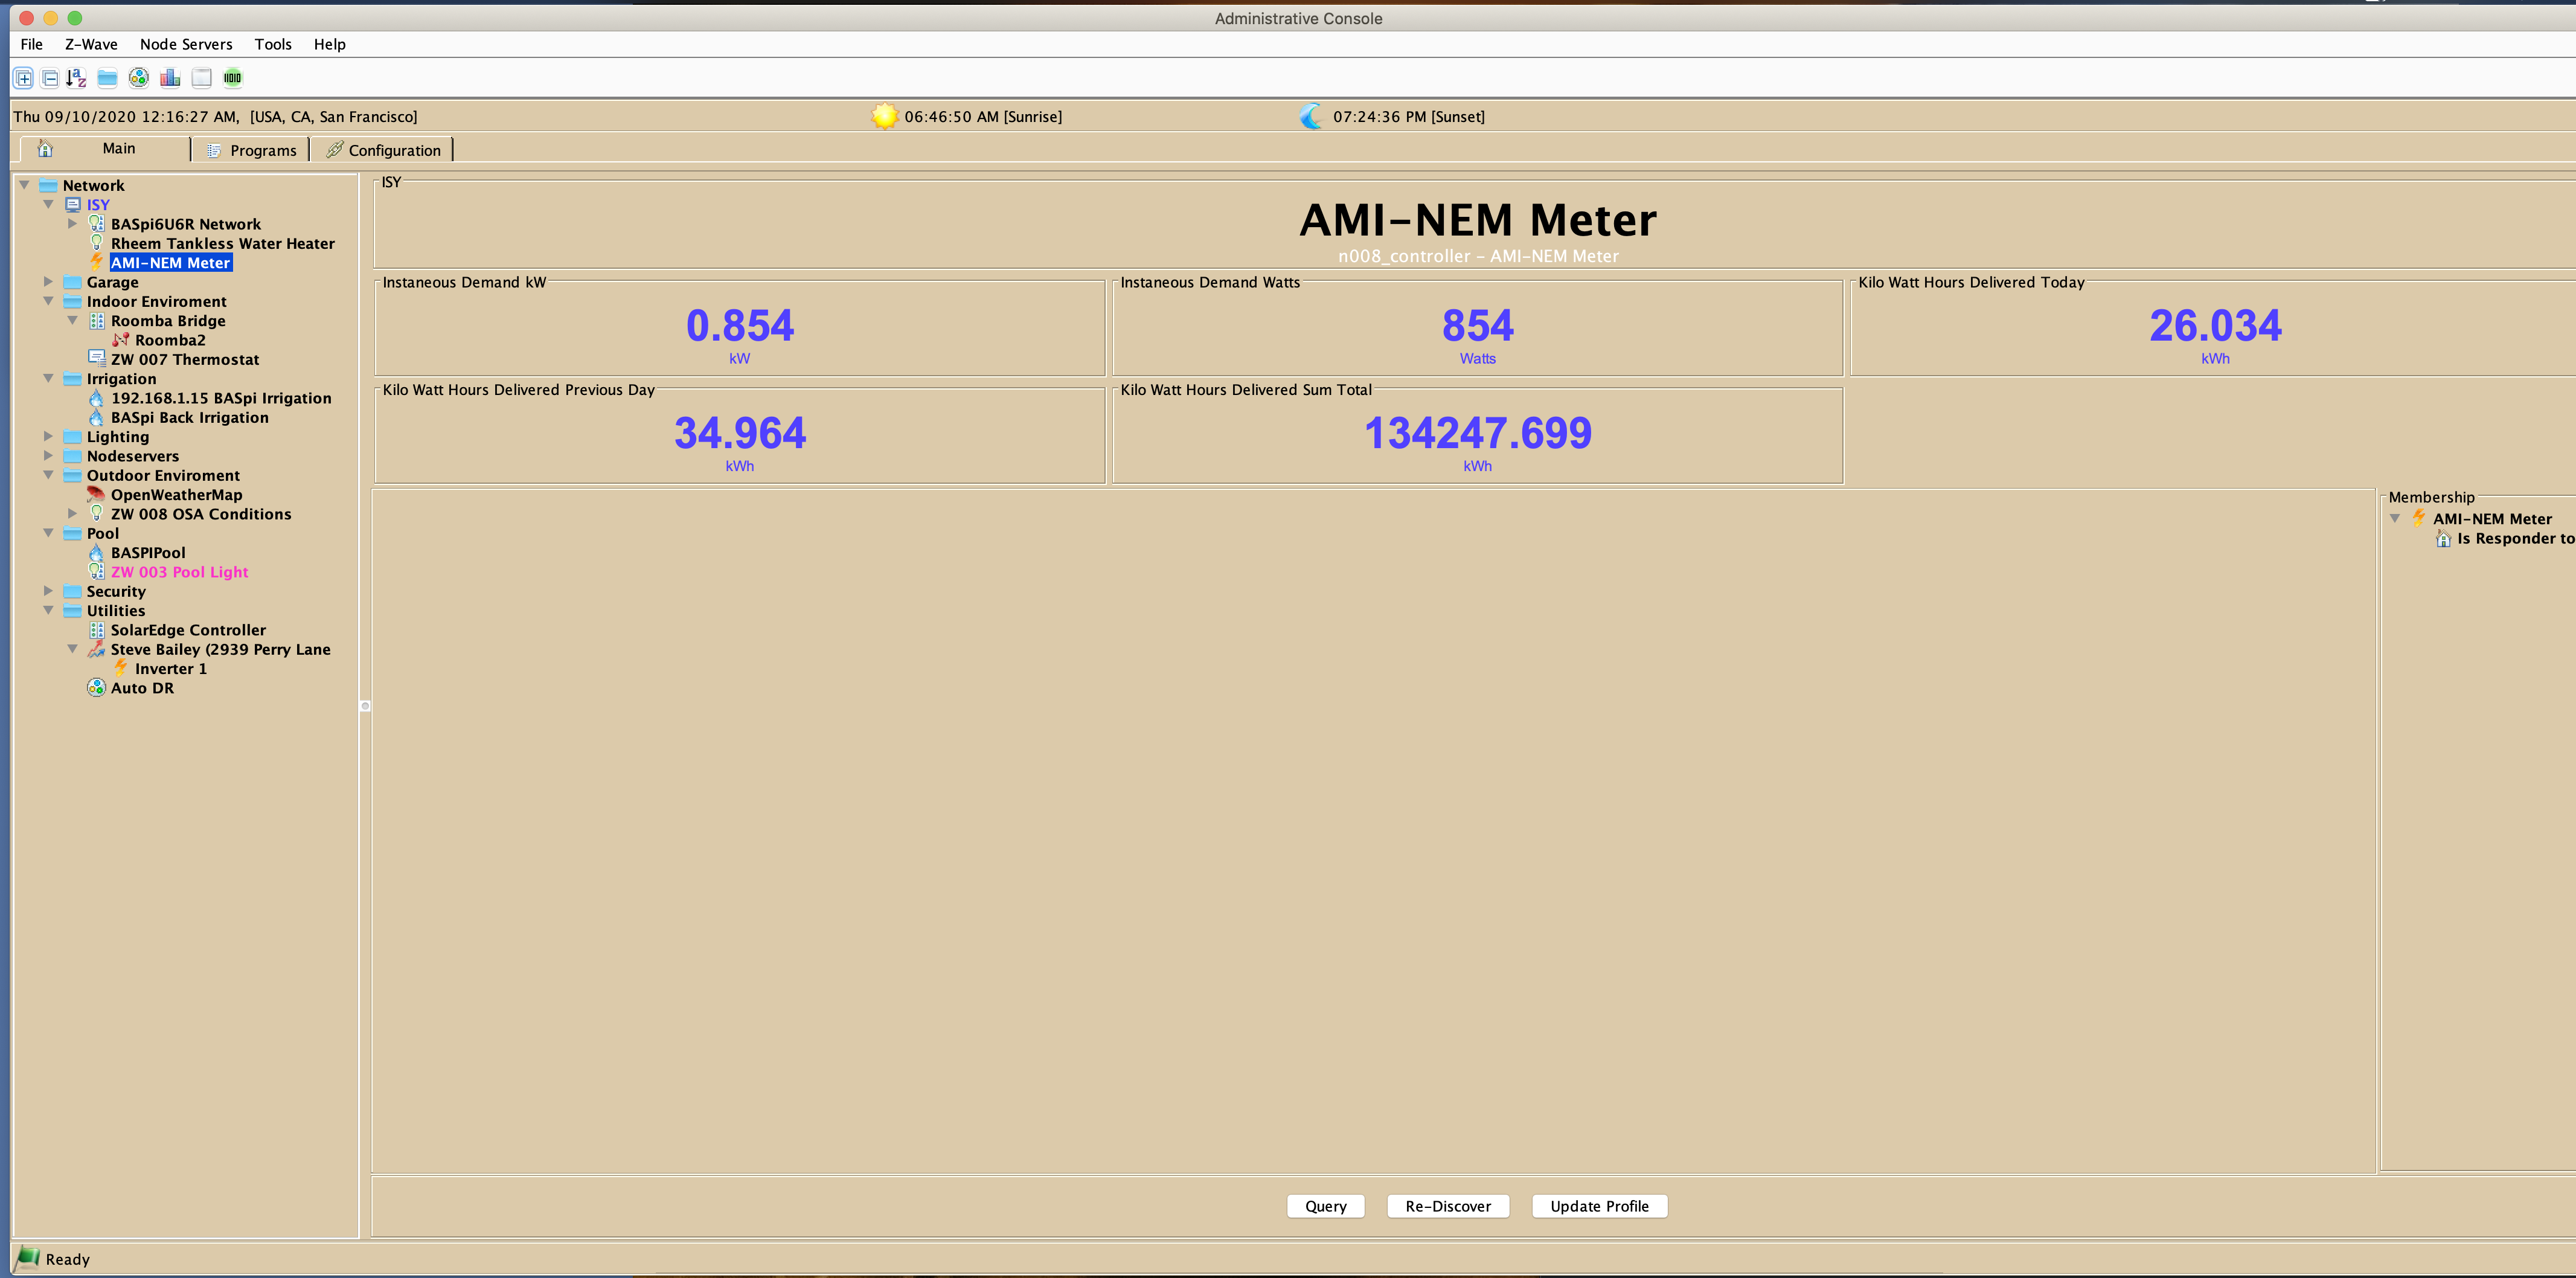 Administrative Console
File Z-Wave Node Servers Tools Help
Thu 09/10/2020 12:16:27 AM, [USA, CA, San Francisco]
06:46:50 AM [Sunrise]
07:24:36 PM [Sunset]
Main
Programs
Configuration
Network
ISY
BASpi6U6R Network
Rheem Tankless Water Heater
AMI-NEM Meter
Garage
Indoor Enviroment
Roomba Bridge
Roomba2
ZW 007 Thermostat
Irrigation
192.168.1.15 BASpi Irrigation
BASpi Back Irrigation
Lighting
Nodeservers
Outdoor Enviroment
OpenWeatherMap
ZW 008 OSA Conditions
Pool
BASPIPool
ZW 003 Pool Light
Security
Utilities
SolarEdge Controller
Steve Bailey (2939 Perry Lane
Inverter 1
Auto DR
ISY
AMI-NEM Meter
n008_controller - AMI-NEM Meter
Instaneous Demand kW
0.854
kW
Instaneous Demand Watts
854
Watts
Kilo Watt Hours Delivered Today
26.034
kWh
Kilo Watt Hours Delivered Previous Day
34.964
kWh
Kilo Watt Hours Delivered Sum Total
134247.699
kWh
Membership
AMI-NEM Meter
Is Responder to
Query
Re-Discover
Update Profile
Ready